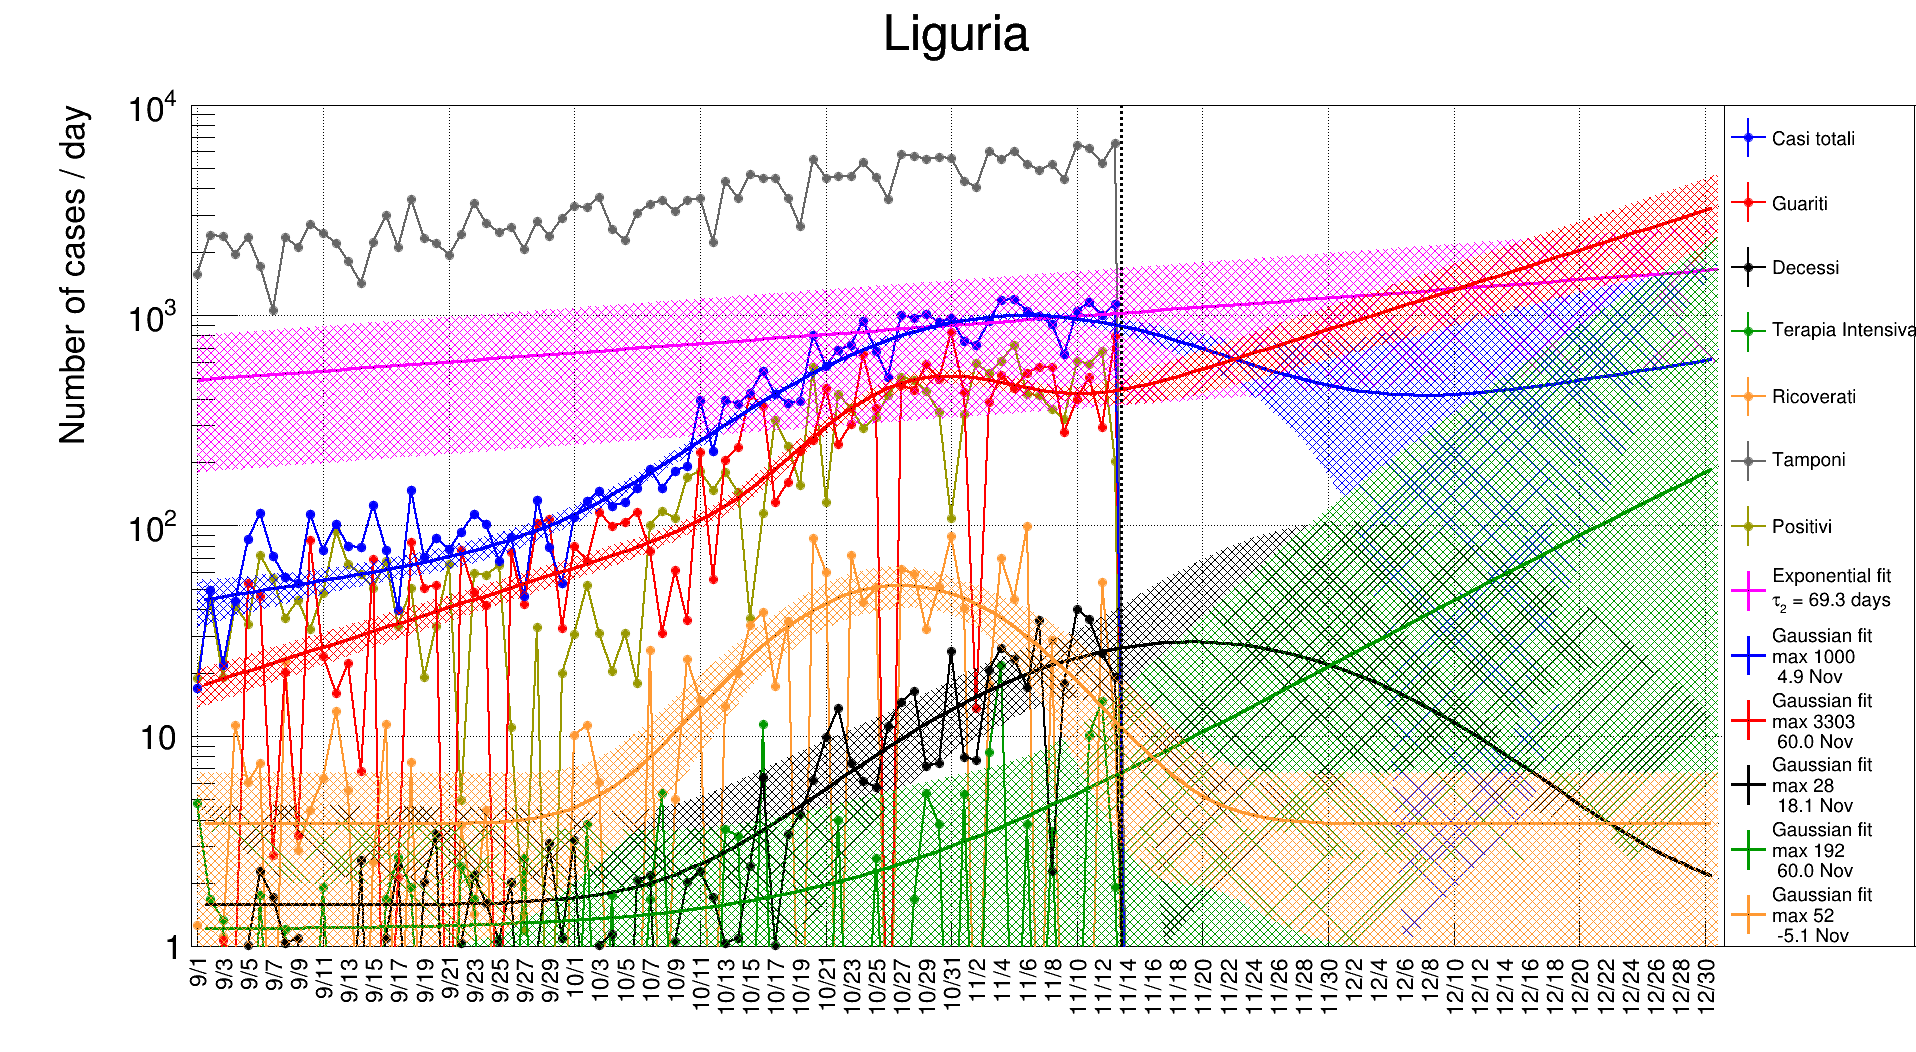 Liguria
Number of cases / day
10^4
10^3
10^2
10
1
9/1
9/3
9/5
9/7
9/9
9/11
9/13
9/15
9/17
9/19
9/21
9/23
9/25
9/27
9/29
10/1
10/3
10/5
10/7
10/9
10/11
10/13
10/15
10/17
10/19
10/21
10/23
10/25
10/27
10/29
10/31
11/2
11/4
11/6
11/8
11/10
11/12
11/14
11/16
11/18
11/20
11/22
11/24
11/26
11/28
11/30
12/2
12/4
12/6
12/8
12/10
12/12
12/14
12/16
12/18
12/20
12/22
12/24
12/26
12/28
12/30
Casi totali
Guariti
Decessi
Terapia Intensiva
Ricoverati
Tamponi
Positivi
Exponential fit
τ₂ = 69.3 days
Gaussian fit
max 1000
4.9 Nov
Gaussian fit
max 3303
60.0 Nov
Gaussian fit
max 28
18.1 Nov
Gaussian fit
max 192
60.0 Nov
Gaussian fit
max 52
-5.1 Nov